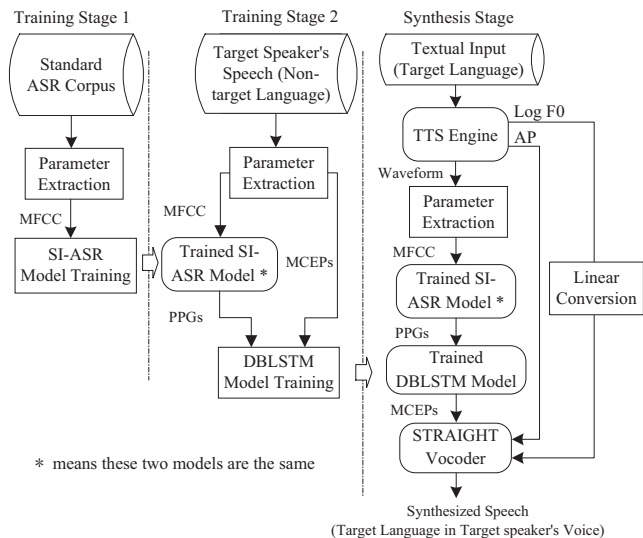 Training Stage 1
Standard
ASR Corpus
Parameter
Extraction
MFCC
SI-ASR
Model Training
Training Stage 2
Target Speaker's
Speech (Non-
target Language)
Parameter
Extraction
MFCC
MCEPs
Trained SI-
ASR Model *
PPGs
DBLSTM
Model Training
Synthesis Stage
Textual Input
(Target Language)
TTS Engine
Log F0
AP
Waveform
Parameter
Extraction
MFCC
Trained SI-
ASR Model *
PPGs
Trained
DBLSTM Model
MCEPs
STRAIGHT
Vocoder
Linear
Conversion
Synthesized Speech
(Target Language in Target speaker's Voice)
* means these two models are the same